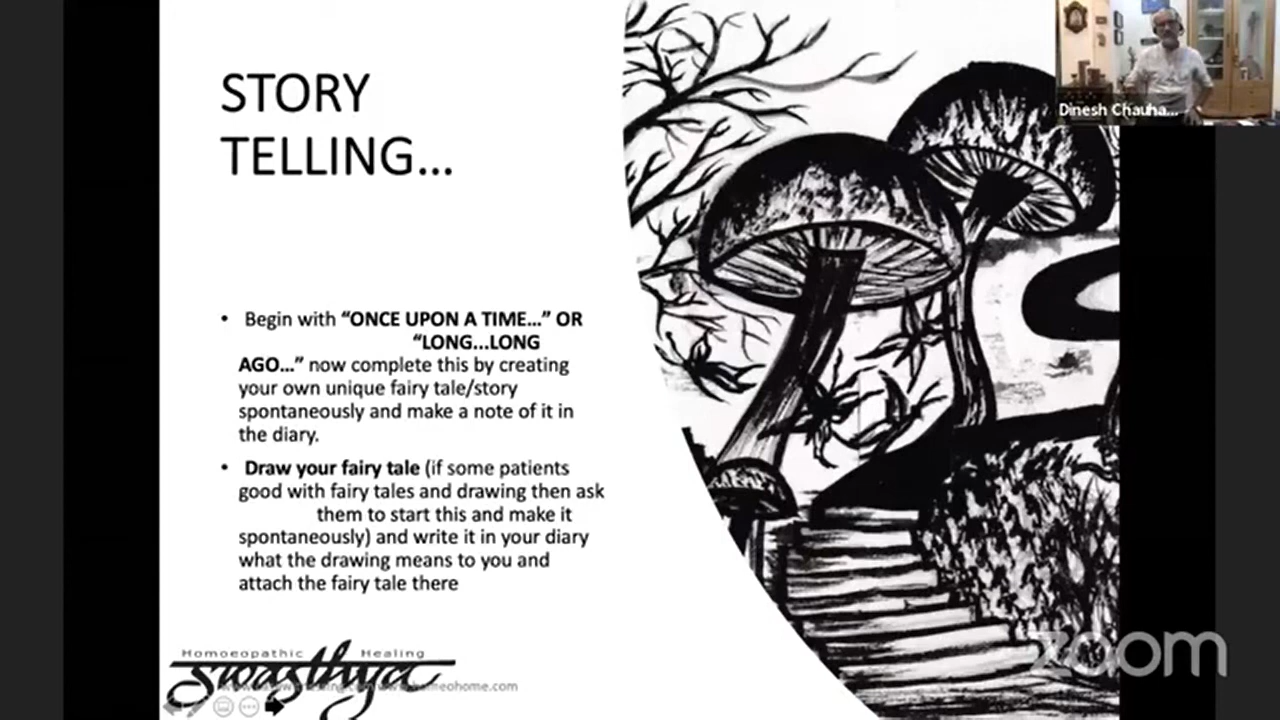 STORY
TELLING...
Dinesh Chauha...
• Begin with “ONCE UPON A TIME...” OR
“LONG...LONG
AGO...” now complete this by creating
your own unique fairy tale/story
spontaneously and make a note of it in
the diary.
• Draw your fairy tale (if some patients
good with fairy tales and drawing then ask
them to start this and make it
spontaneously) and write it in your diary
what the drawing means to you and
attach the fairy tale there
Homoeopathic Healing
swasthya
zoom